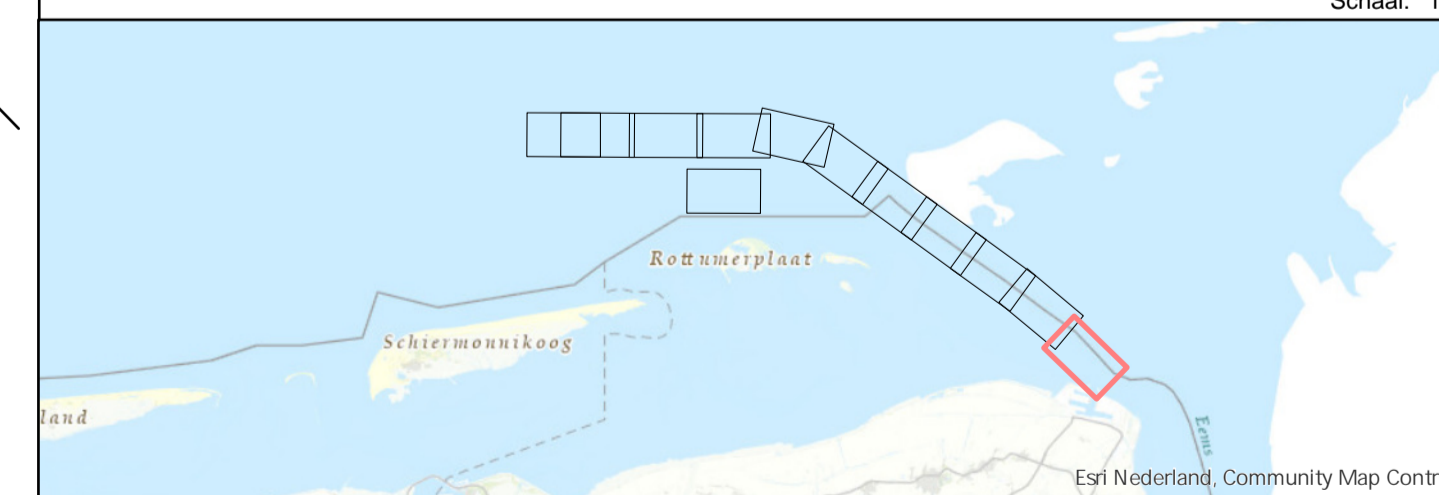 Schaal:
Rottumerplaat
Schiermonnikoog
land
Eems
Esri Nederland, Community Map Contr